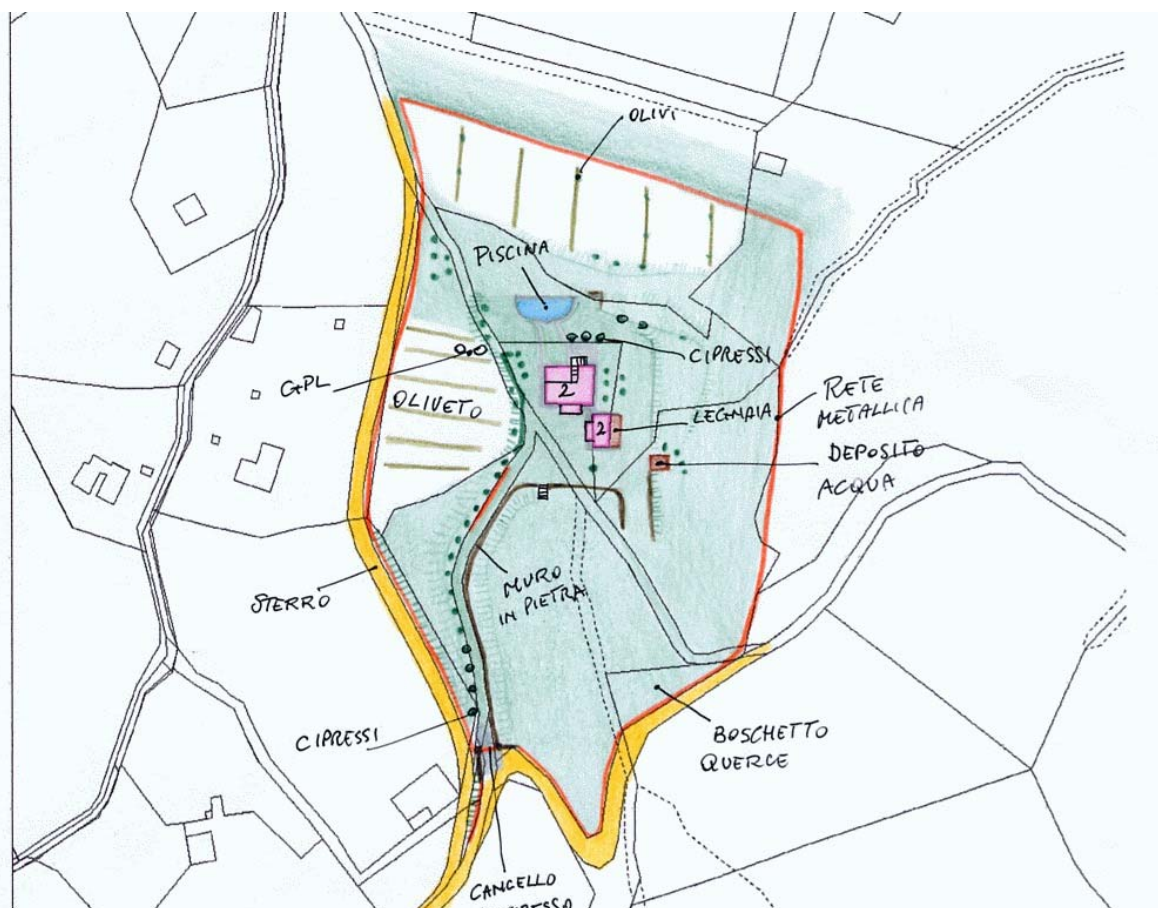 OLIVI
PISCINA
CIPRESSI
GPL
OLIVETO
2
2
LEGNAIA
RETE
METALLICA
DEPOSITO
ACQUA
STERRO
MURO
IN PIETRA
CIPRESSI
BOSCHETTO
QUERCE
CANCELLO